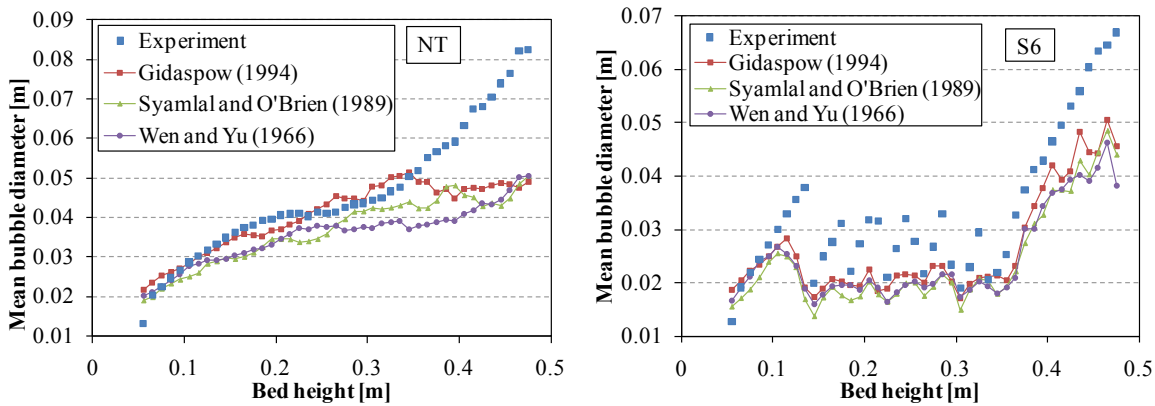 Mean bubble diameter [m]
0.09
0.08
0.07
0.06
0.05
0.04
0.03
0.02
0.01
Experiment
NT
Gidaspow (1994)
Syamlal and O'Brien (1989)
Wen and Yu (1966)
0 0.1 0.2 0.3 0.4 0.5
Bed height [m]
Mean bubble diameter [m]
0.07
0.06
0.05
0.04
0.03
0.02
0.01
Experiment
S6
Gidaspow (1994)
Syamlal and O'Brien (1989)
Wen and Yu (1966)
0 0.1 0.2 0.3 0.4 0.5
Bed height [m]